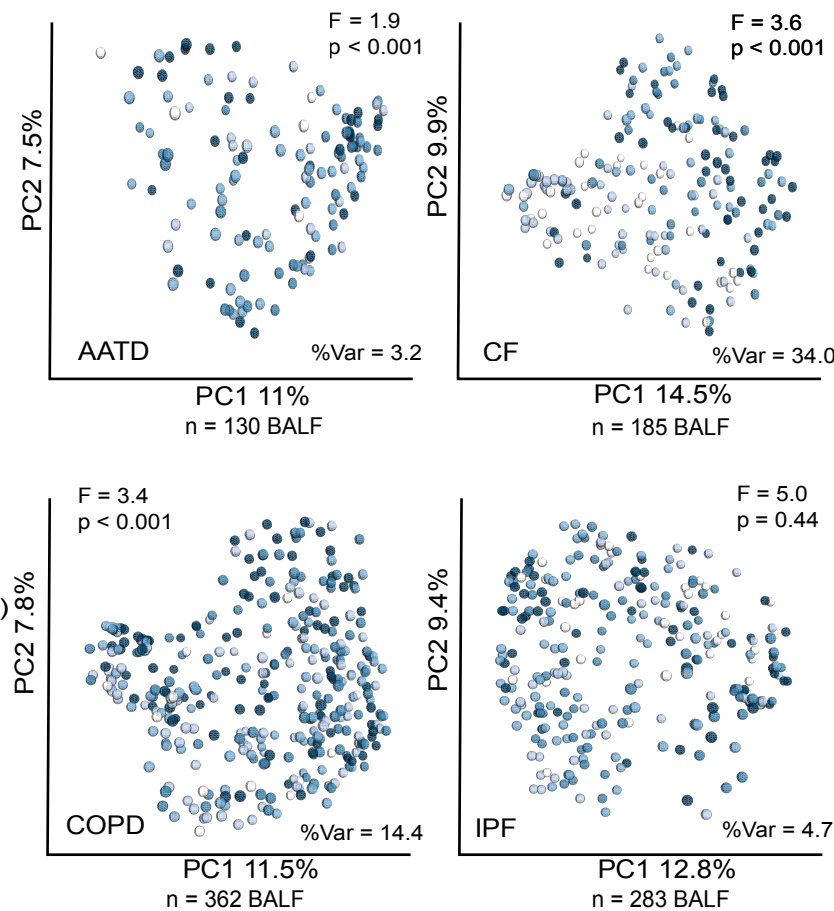 F = 1.9
p < 0.001
PC2 7.5%
AATD
%Var = 3.2
PC1 11%
n = 130 BALF
F = 3.6
p < 0.001
PC2 9.9%
CF
%Var = 34.0
PC1 14.5%
n = 185 BALF
F = 3.4
p < 0.001
)
PC2 7.8%
COPD
%Var = 14.4
PC1 11.5%
n = 362 BALF
F = 5.0
p = 0.44
PC2 9.4%
IPF
%Var = 4.7
PC1 12.8%
n = 283 BALF